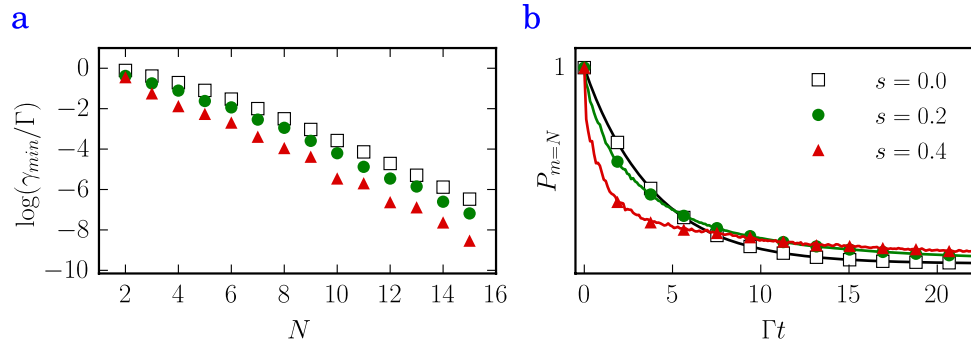 a
log(γmin/Γ)
0
−2
−4
−6
−8
−10
2 4 6 8 10 12 14 16
N
b
Pm=N
1
s = 0.0
s = 0.2
s = 0.4
0 5 10 15 20
Γt